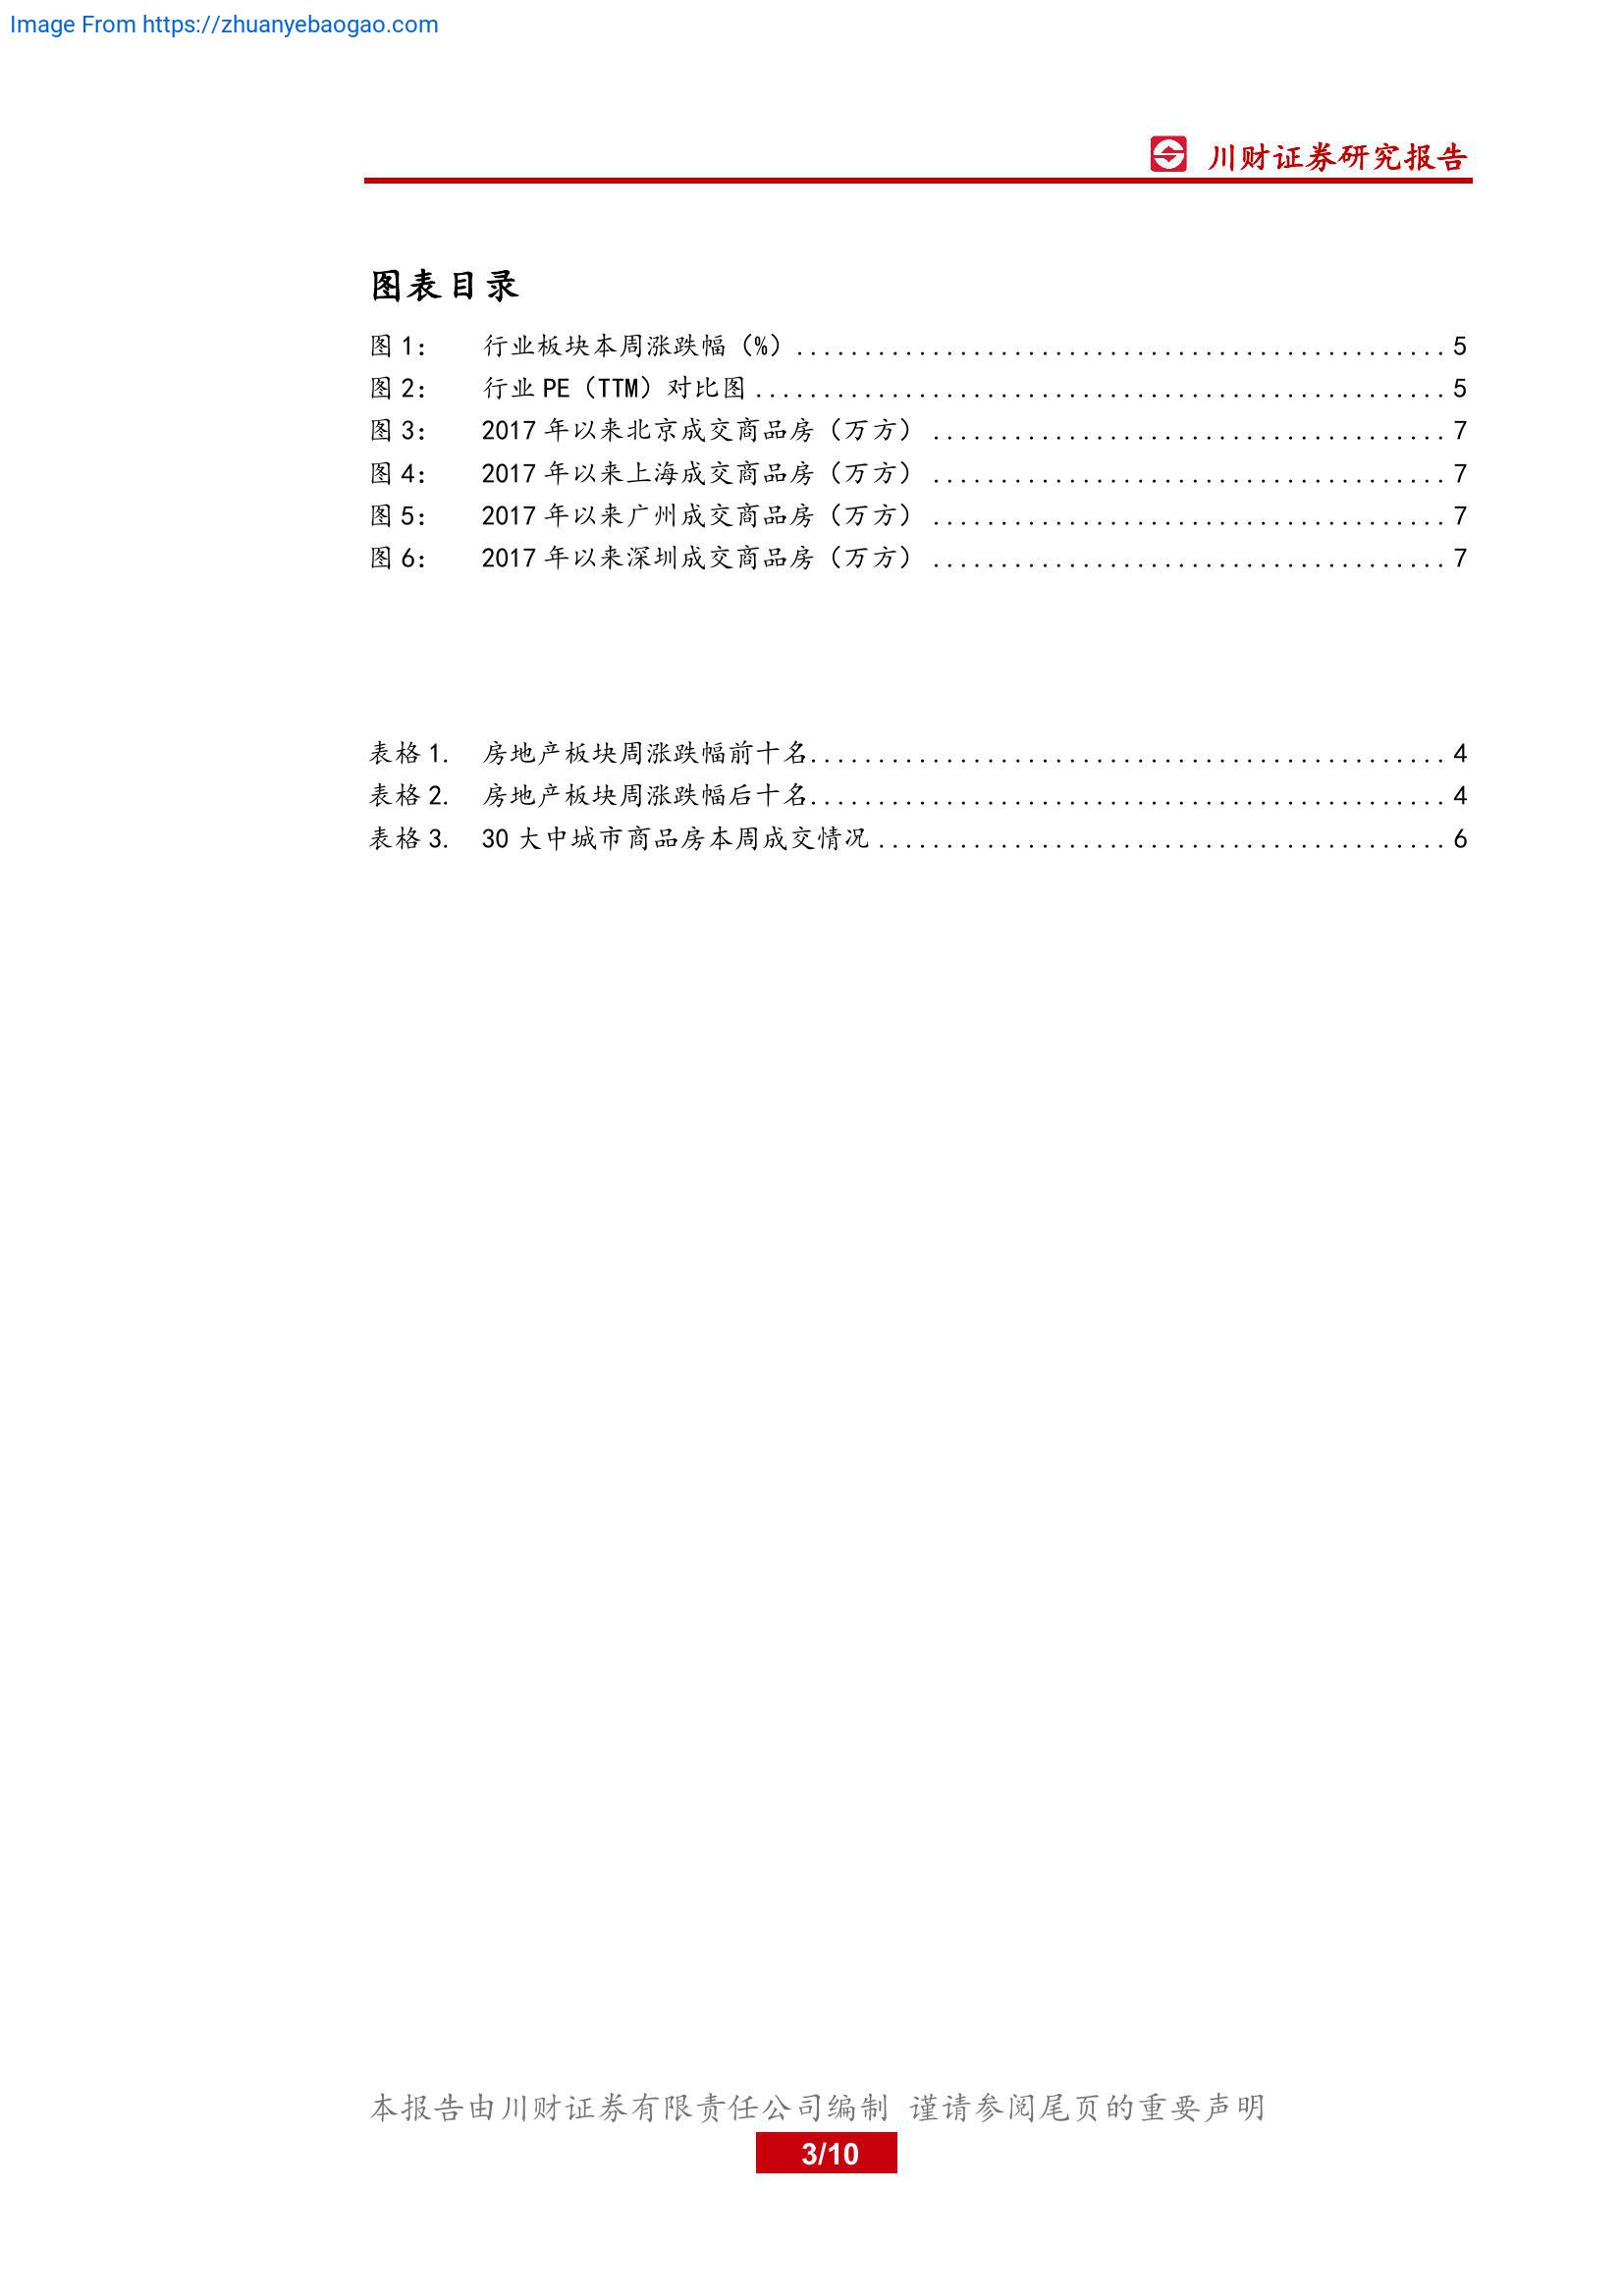 Image From https://zhuanyebaogao.com
川财证券研究报告
图表目录
图 1： 行业板块本周涨跌幅（%）................................................ 5
图 2： 行业 PE（TTM）对比图................................................... 5
图 3： 2017 年以来北京成交商品房（万方）...................................... 7
图 4： 2017 年以来上海成交商品房（万方）...................................... 7
图 5： 2017 年以来广州成交商品房（万方）...................................... 7
图 6： 2017 年以来深圳成交商品房（万方）...................................... 7
表格 1. 房地产板块周涨跌幅前十名............................................... 4
表格 2. 房地产板块周涨跌幅后十名............................................... 4
表格 3. 30 大中城市商品房本周成交情况.......................................... 6
本报告由川财证券有限责任公司编制 谨请参阅尾页的重要声明
3/10